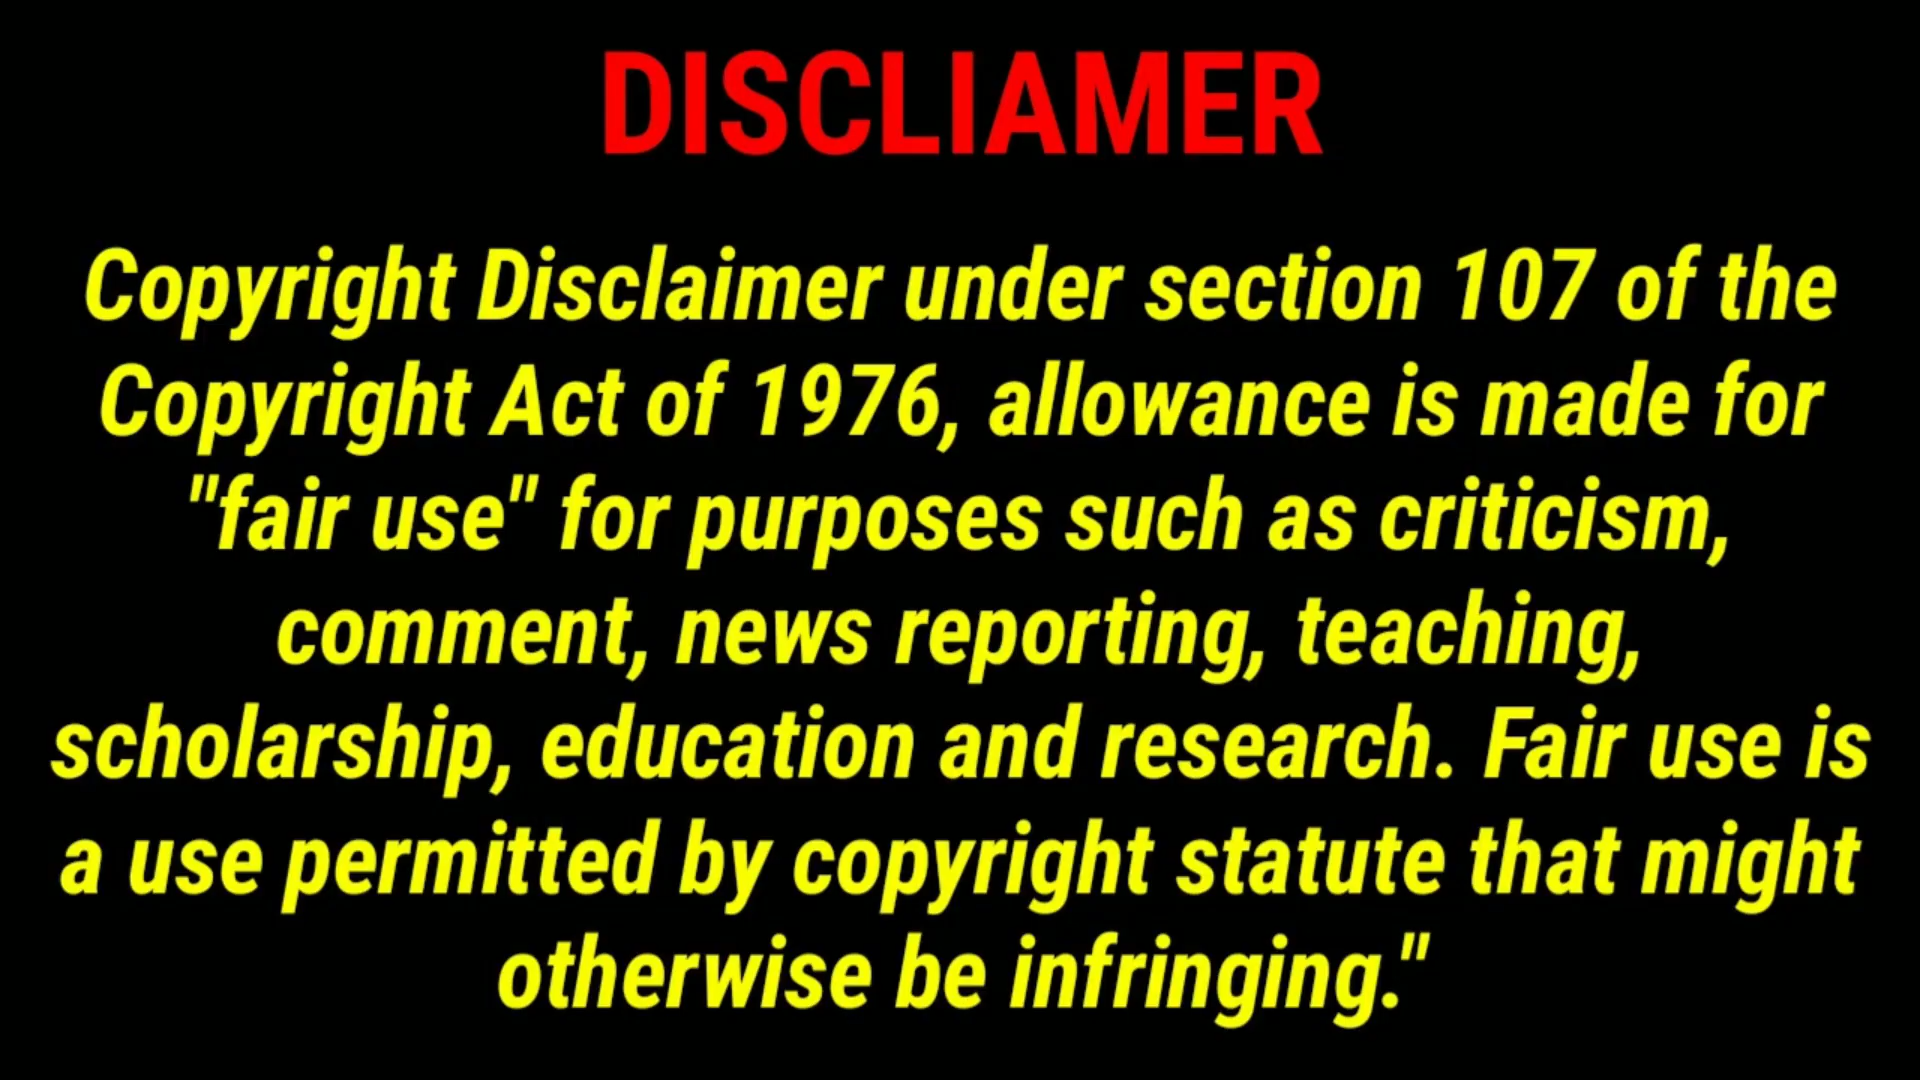 DISCLIAMER
Copyright Disclaimer under section 107 of the
Copyright Act of 1976, allowance is made for
"fair use" for purposes such as criticism,
comment, news reporting, teaching,
scholarship, education and research. Fair use is
a use permitted by copyright statute that might
otherwise be infringing."